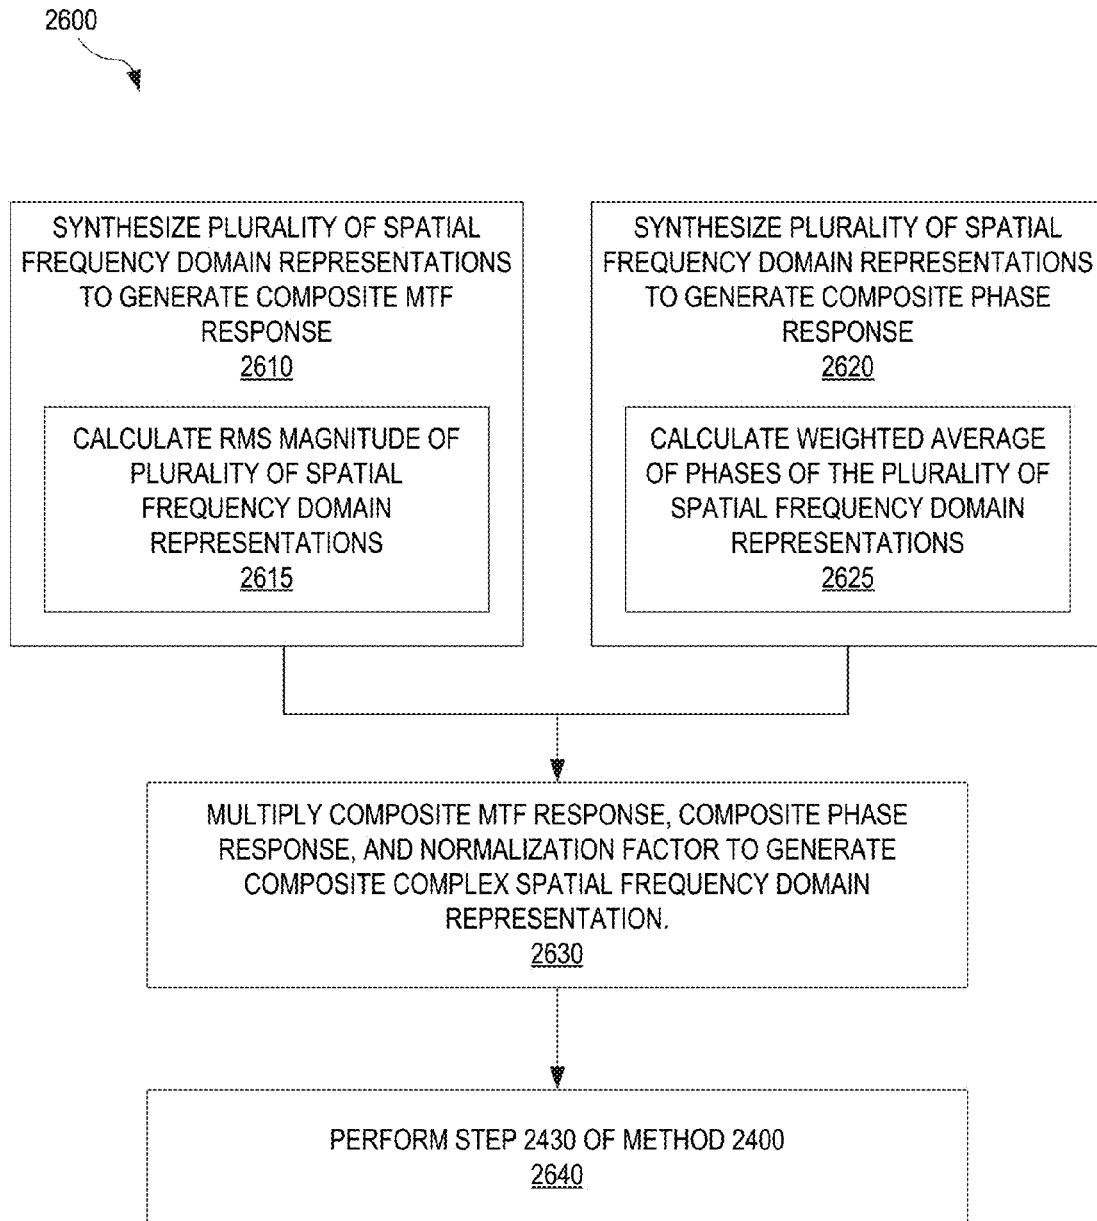 2600
SYNTHESIZE PLURALITY OF SPATIAL
FREQUENCY DOMAIN REPRESENTATIONS
TO GENERATE COMPOSITE MTF
RESPONSE
2610
CALCULATE RMS MAGNITUDE OF
PLURALITY OF SPATIAL
FREQUENCY DOMAIN
REPRESENTATIONS
2615
SYNTHESIZE PLURALITY OF SPATIAL
FREQUENCY DOMAIN REPRESENTATIONS
TO GENERATE COMPOSITE PHASE
RESPONSE
2620
CALCULATE WEIGHTED AVERAGE
OF PHASES OF THE PLURALITY OF
SPATIAL FREQUENCY DOMAIN
REPRESENTATIONS
2625
MULTIPLY COMPOSITE MTF RESPONSE, COMPOSITE PHASE
RESPONSE, AND NORMALIZATION FACTOR TO GENERATE
COMPOSITE COMPLEX SPATIAL FREQUENCY DOMAIN
REPRESENTATION.
2630
PERFORM STEP 2430 OF METHOD 2400
2640